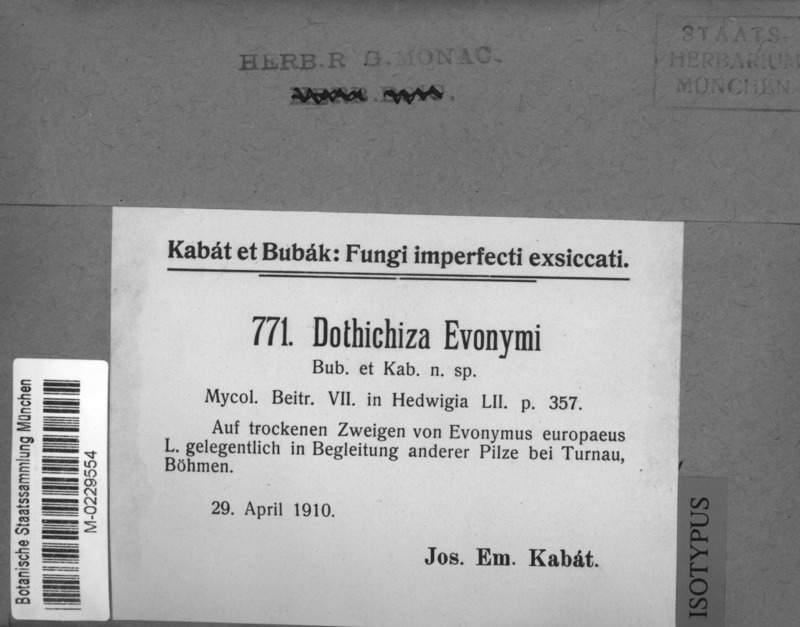 HERB. R G. MONAC.
STAATS-
HERBARIUM
MÜNCHEN
Kabát et Bubák: Fungi imperfecti exsiccati.
771. Dothichiza Evonymi
Bub. et Kab. n. sp.
Mycol. Beitr. VII. in Hedwigia LII. p. 357.
Auf trockenen Zweigen von Evonymus europaeus
L. gelegentlich in Begleitung anderer Pilze bei Turnau,
Böhmen.
29. April 1910.
Jos. Em. Kabát.
Botanische Staatssammlung München
M-0229554
ISOTYPUS